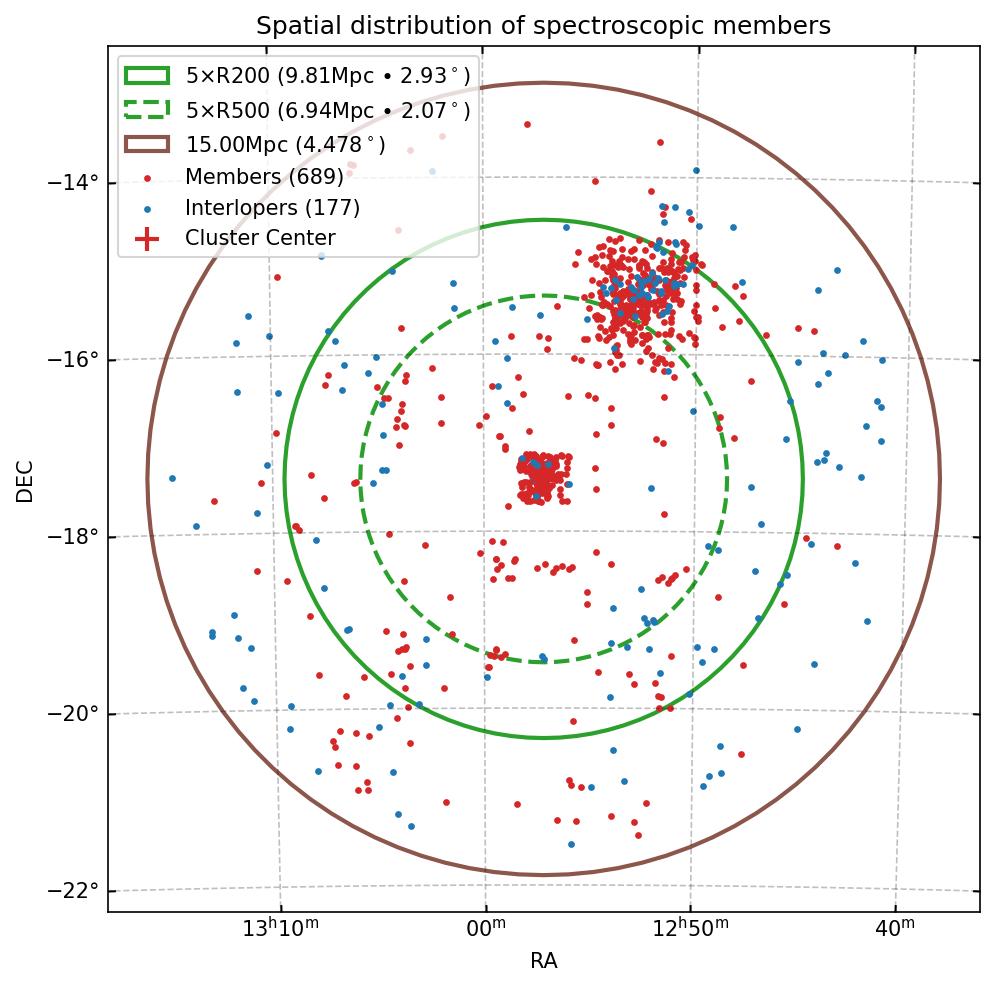 Spatial distribution of spectroscopic members
5×R200 (9.81Mpc • 2.93°)
5×R500 (6.94Mpc • 2.07°)
15.00Mpc (4.478°)
Members (689)
Interlopers (177)
Cluster Center
−14°
−16°
−18°
−20°
−22°
DEC
13ʰ10ᵐ 00ᵐ 12ʰ50ᵐ 40ᵐ
RA